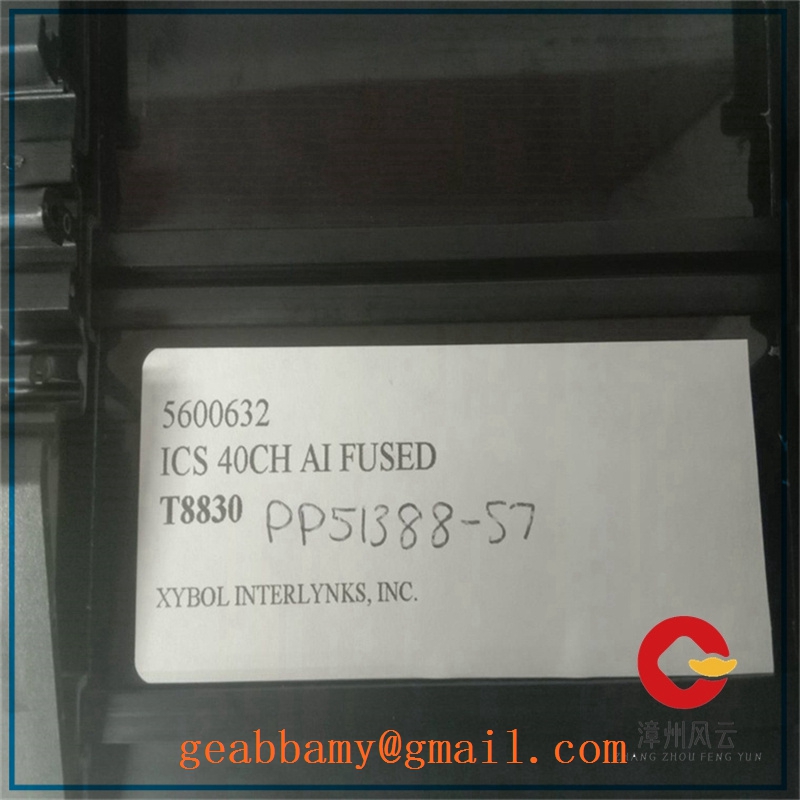 5600632
ICS 40CH AI FUSED
T8830 PP51388-57
XYBOL INTERLYNKS, INC.
漳州风云
ZHANG ZHOU FENG YUN
geabbamy@gmail.com.